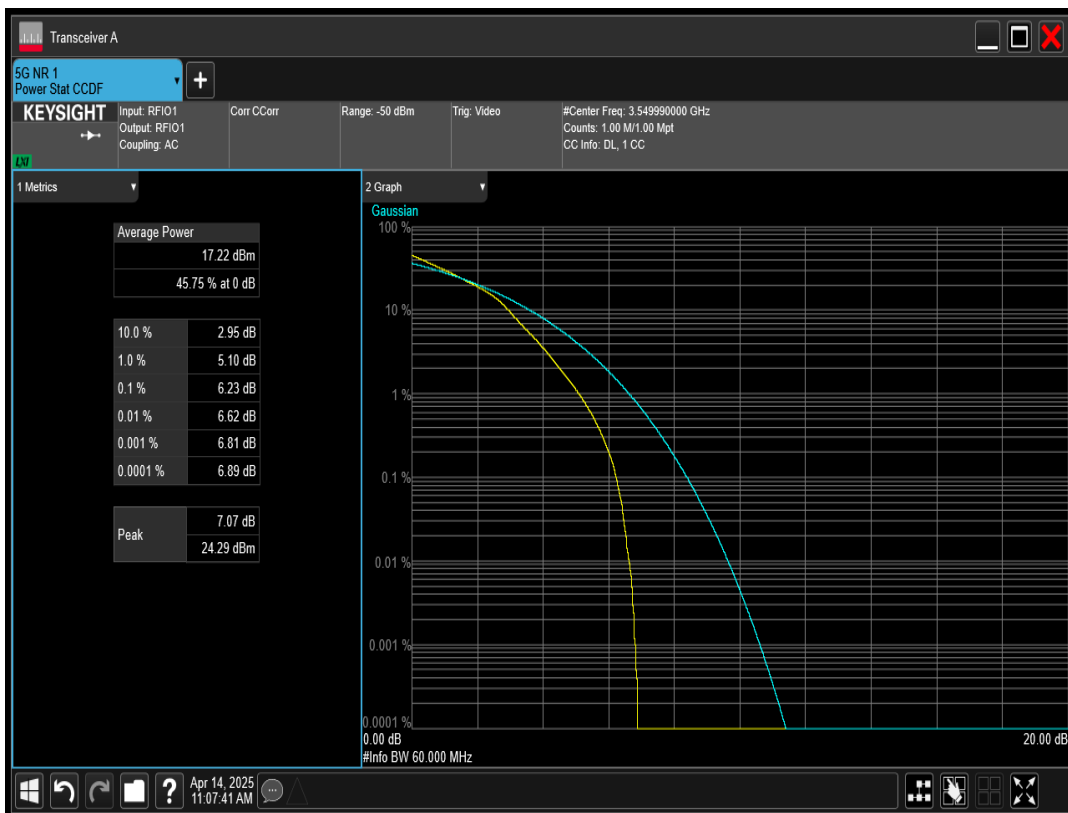 Transceiver A
5G NR 1
Power Stat CCDF
+
KEYSIGHT
LXI
Input: RFIO1
Output: RFIO1
Coupling: AC
Corr CCorr
Range: -50 dBm
Trig: Video
#Center Freq: 3.549990000 GHz
Counts: 1.00 M/1.00 Mpt
CC Info: DL, 1 CC
1 Metrics
Average Power
17.22 dBm
45.75 % at 0 dB
10.0 % 2.95 dB
1.0 % 5.10 dB
0.1 % 6.23 dB
0.01 % 6.62 dB
0.001 % 6.81 dB
0.0001 % 6.89 dB
Peak
7.07 dB
24.29 dBm
2 Graph
Gaussian
100 %
10 %
1 %
0.1 %
0.01 %
0.001 %
0.0001 %
0.00 dB
20.00 dB
#Info BW 60.000 MHz
?
Apr 14, 2025
11:07:41 AM